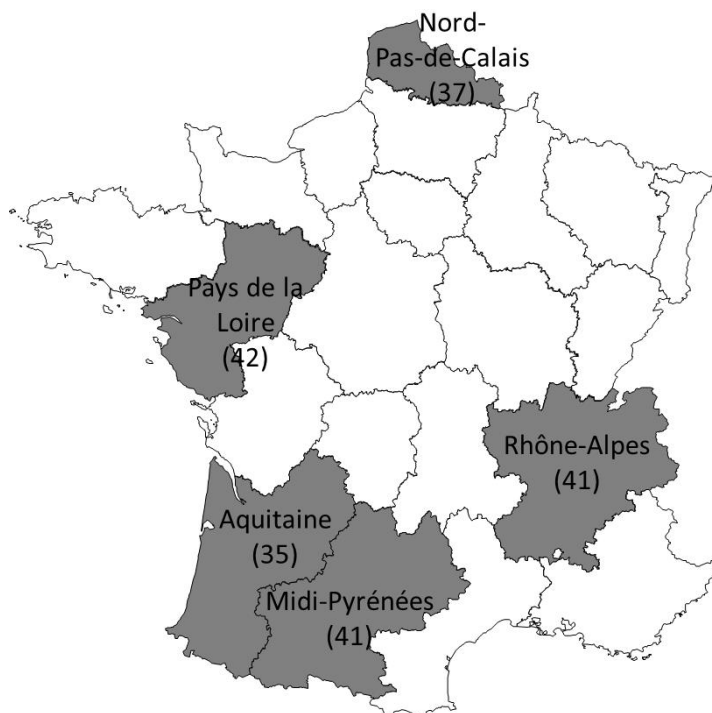 Nord-
Pas-de-Calais
(37)
Pays de la
Loire
(42)
Rhône-Alpes
(41)
Aquitaine
(35)
Midi-Pyrénées
(41)